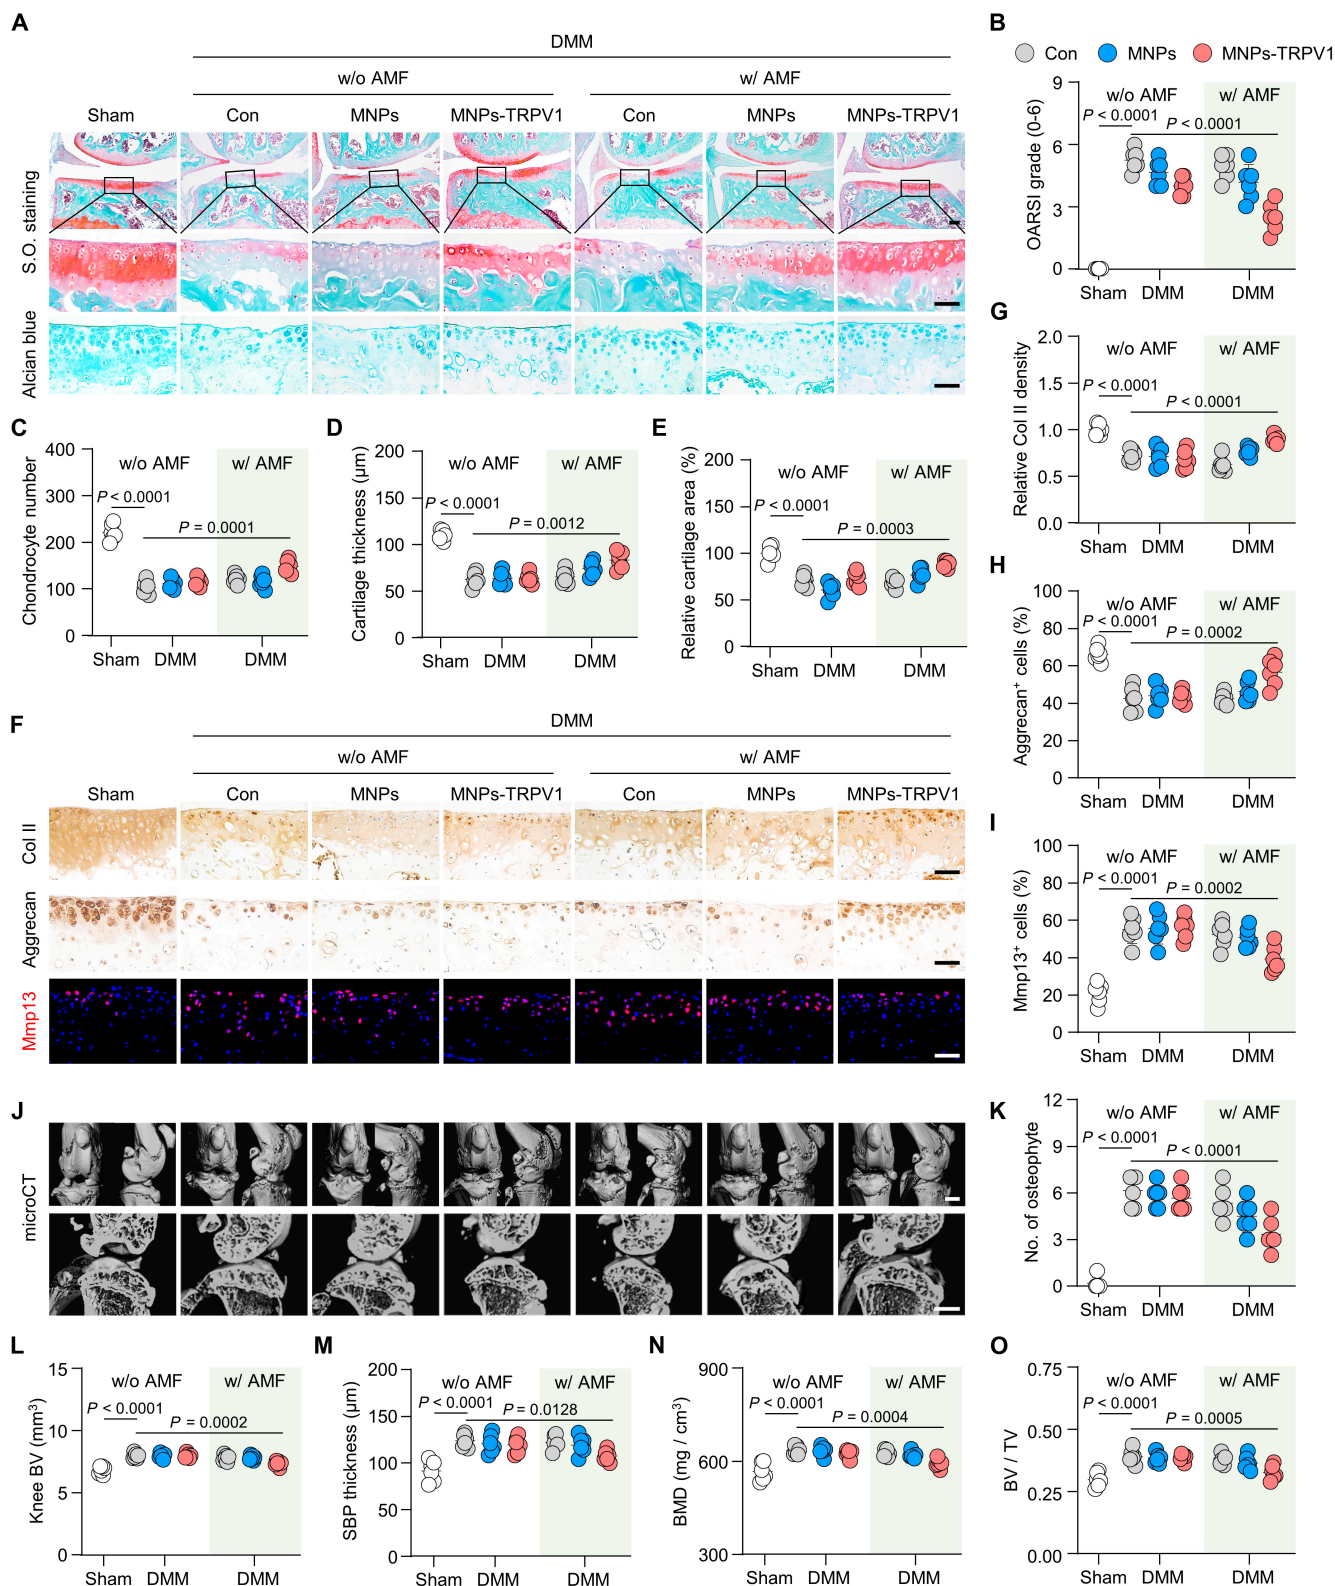 A
DMM
w/o AMF
w/ AMF
Sham
Con
MNPs
MNPs-TRPV1
Con
MNPs
MNPs-TRPV1
S.O. staining
Alcian blue
B
Con
MNPs
MNPs-TRPV1
OARSI grade (0-6)
9
6
3
0
w/o AMF
w/ AMF
P < 0.0001
P < 0.0001
Sham
DMM
DMM
C
Chondrocyte number
400
300
200
100
0
w/o AMF
w/ AMF
P < 0.0001
P = 0.0001
Sham
DMM
DMM
D
Cartilage thickness (μm)
200
150
100
50
0
w/o AMF
w/ AMF
P < 0.0001
P = 0.0012
Sham
DMM
DMM
E
Relative cartilage area (%)
200
150
100
50
0
w/o AMF
w/ AMF
P < 0.0001
P = 0.0003
Sham
DMM
DMM
G
Relative Col II density
2.0
1.5
1.0
0.5
0.0
w/o AMF
w/ AMF
P < 0.0001
P < 0.0001
Sham
DMM
DMM
F
DMM
w/o AMF
w/ AMF
Sham
Con
MNPs
MNPs-TRPV1
Con
MNPs
MNPs-TRPV1
Col II
Aggrecan
Mmp13
H
Aggrecan⁺ cells (%)
100
80
60
40
20
0
w/o AMF
w/ AMF
P < 0.0001
P = 0.0002
Sham
DMM
DMM
I
Mmp13⁺ cells (%)
100
80
60
40
20
0
w/o AMF
w/ AMF
P < 0.0001
P = 0.0002
Sham
DMM
DMM
J
microCT
K
No. of osteophyte
12
9
6
3
0
w/o AMF
w/ AMF
P < 0.0001
P < 0.0001
Sham
DMM
DMM
L
Knee BV (mm³)
15
10
5
0
w/o AMF
w/ AMF
P < 0.0001
P = 0.0002
Sham
DMM
DMM
M
SBP thickness (μm)
200
150
100
50
0
w/o AMF
w/ AMF
P < 0.0001
P = 0.0128
Sham
DMM
DMM
N
BMD (mg / cm³)
900
600
300
w/o AMF
w/ AMF
P < 0.0001
P = 0.0004
Sham
DMM
DMM
O
BV / TV
0.75
0.50
0.25
0.00
w/o AMF
w/ AMF
P < 0.0001
P = 0.0005
Sham
DMM
DMM